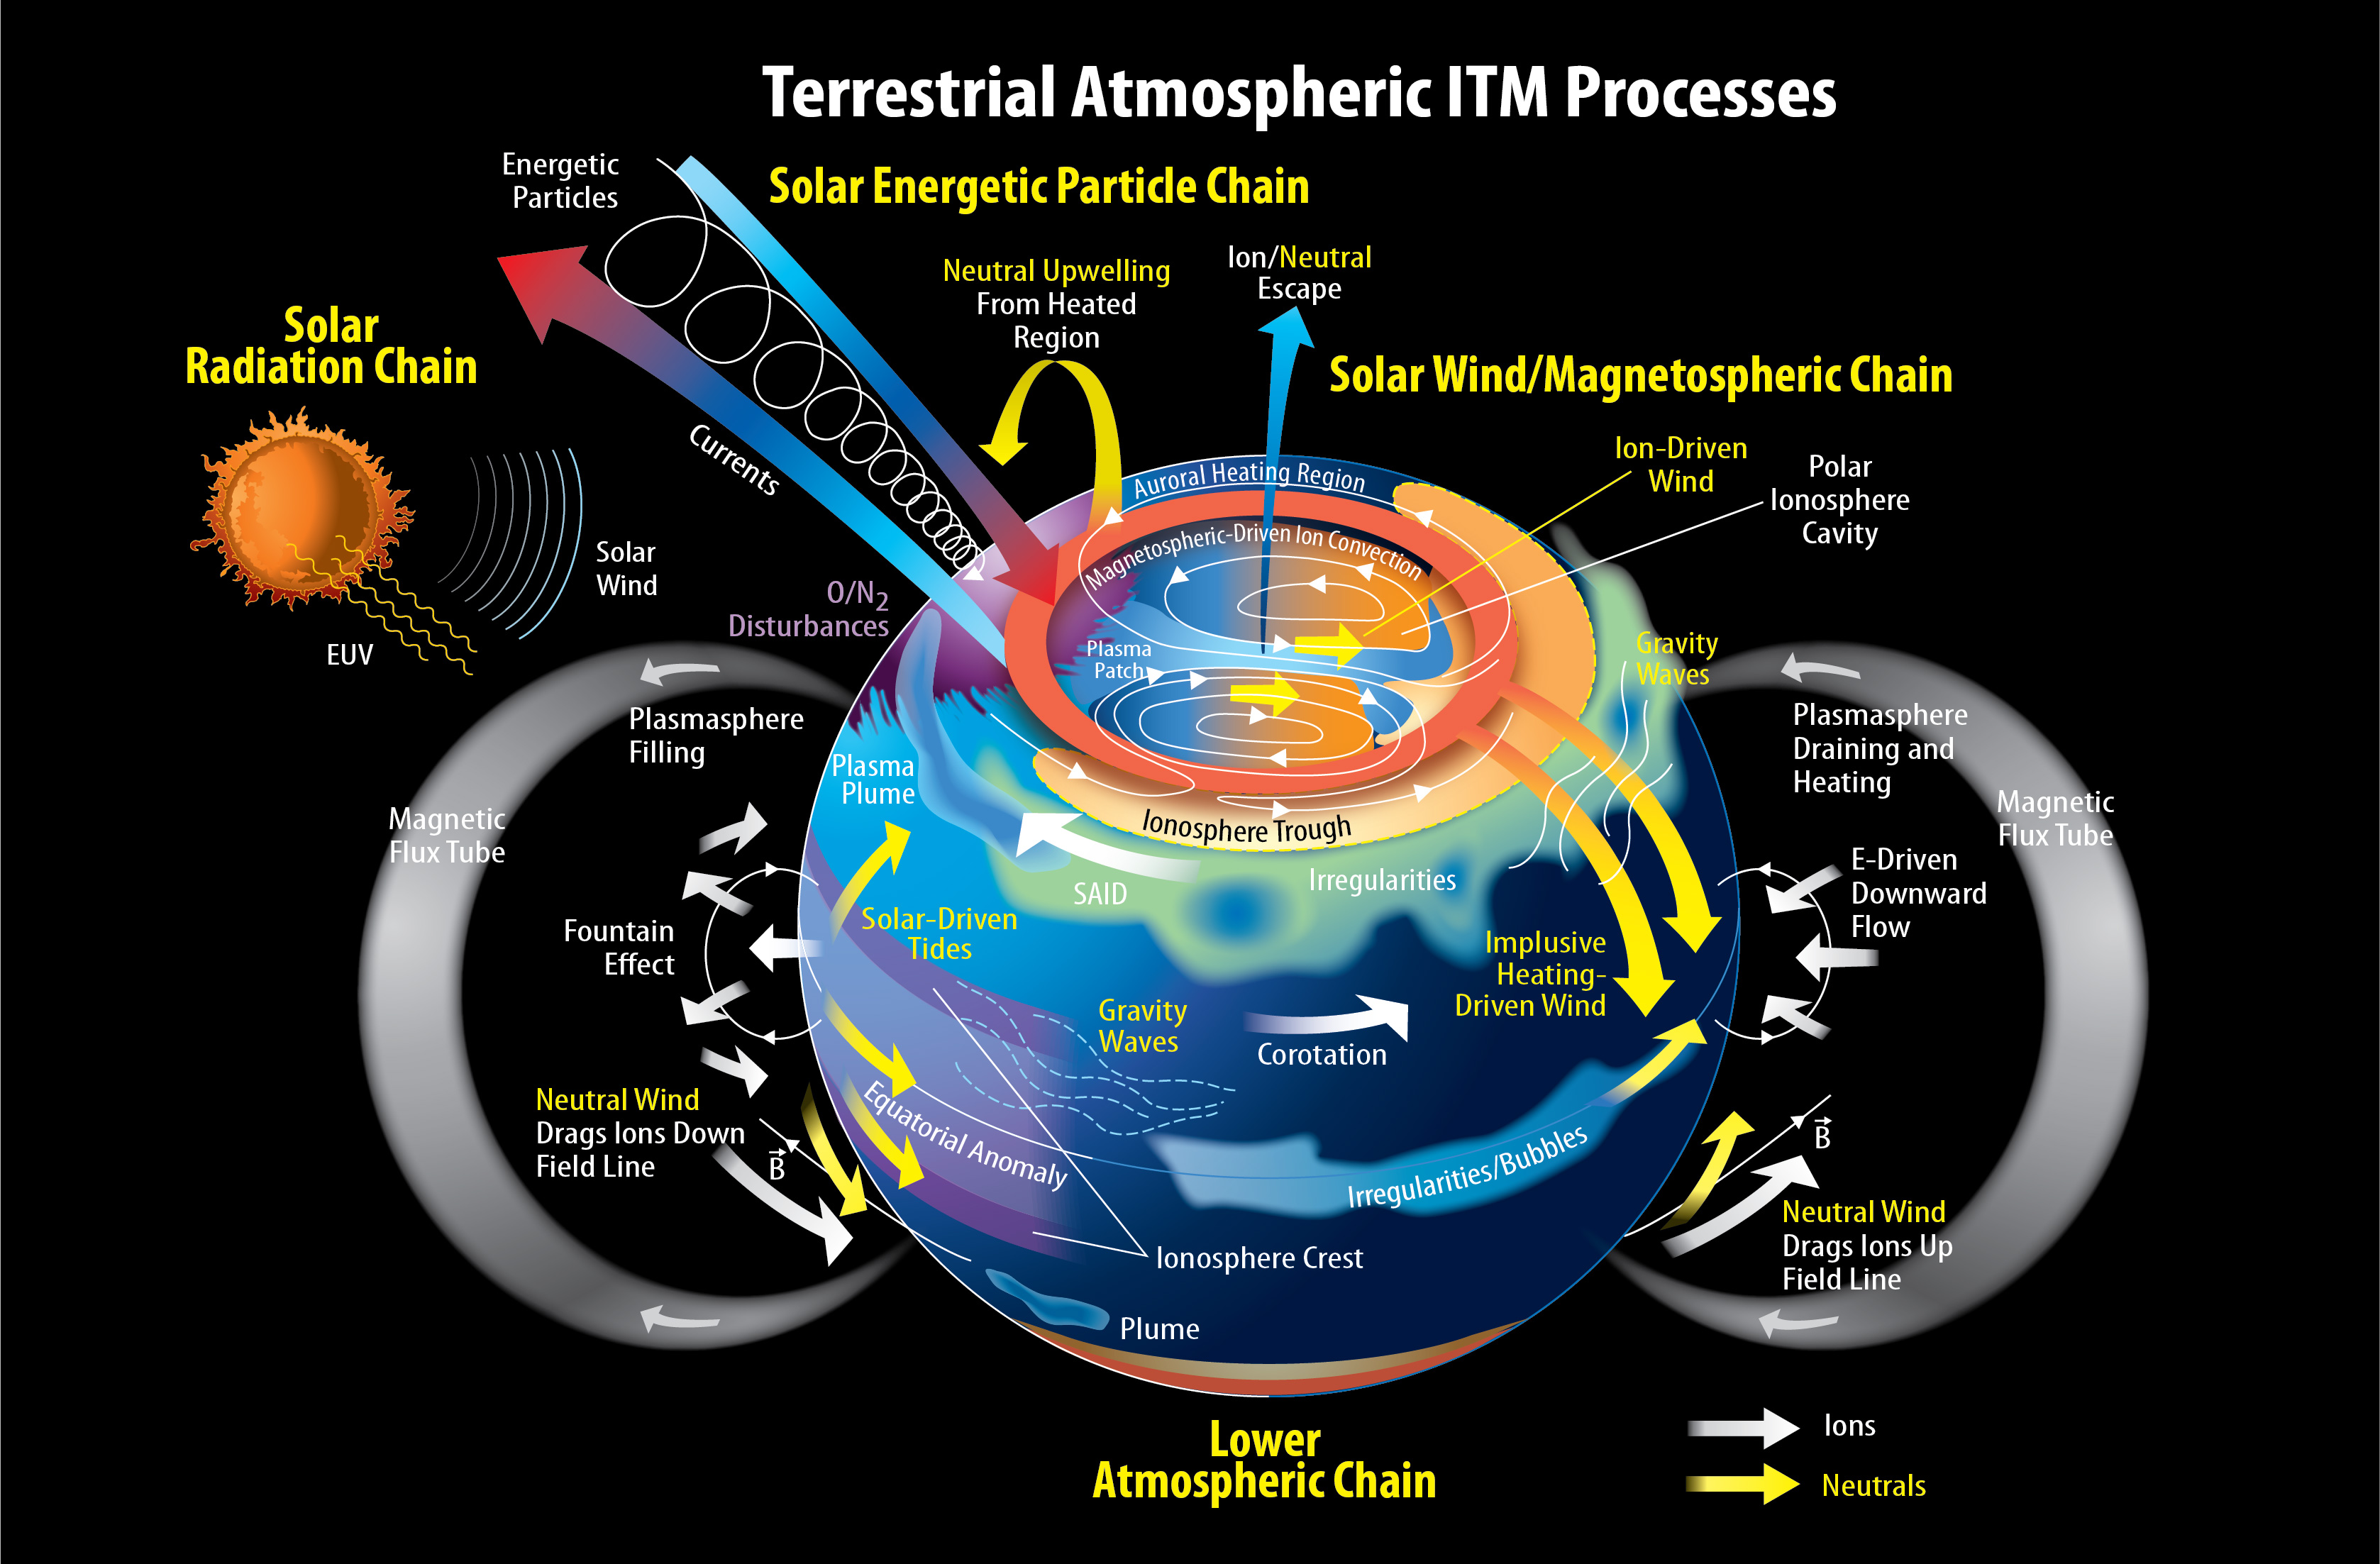 Terrestrial Atmospheric ITM Processes
Energetic
Particles
Solar Energetic Particle Chain
Neutral Upwelling
From Heated
Region
Ion/Neutral
Escape
Solar
Radiation Chain
Solar Wind/Magnetospheric Chain
Currents
Ion-Driven
Wind
Polar
Ionosphere
Cavity
Auroral Heating Region
Magnetospheric-Driven Ion Convection
Solar
Wind
EUV
O/N2
Disturbances
Plasma
Patch
Gravity
Waves
Plasmasphere
Filling
Plasma
Plume
Plasmasphere
Draining and
Heating
Magnetic
Flux Tube
Magnetic
Flux Tube
Ionosphere Trough
SAID
Irregularities
E-Driven
Downward
Flow
Fountain
Effect
Solar-Driven
Tides
Implusive
Heating-
Driven Wind
Gravity
Waves
Corotation
Neutral Wind
Drags Ions Down
Field Line
B
Equatorial Anomaly
Irregularities/Bubbles
B
Neutral Wind
Drags Ions Up
Field Line
Ionosphere Crest
Plume
Lower
Atmospheric Chain
Ions
Neutrals